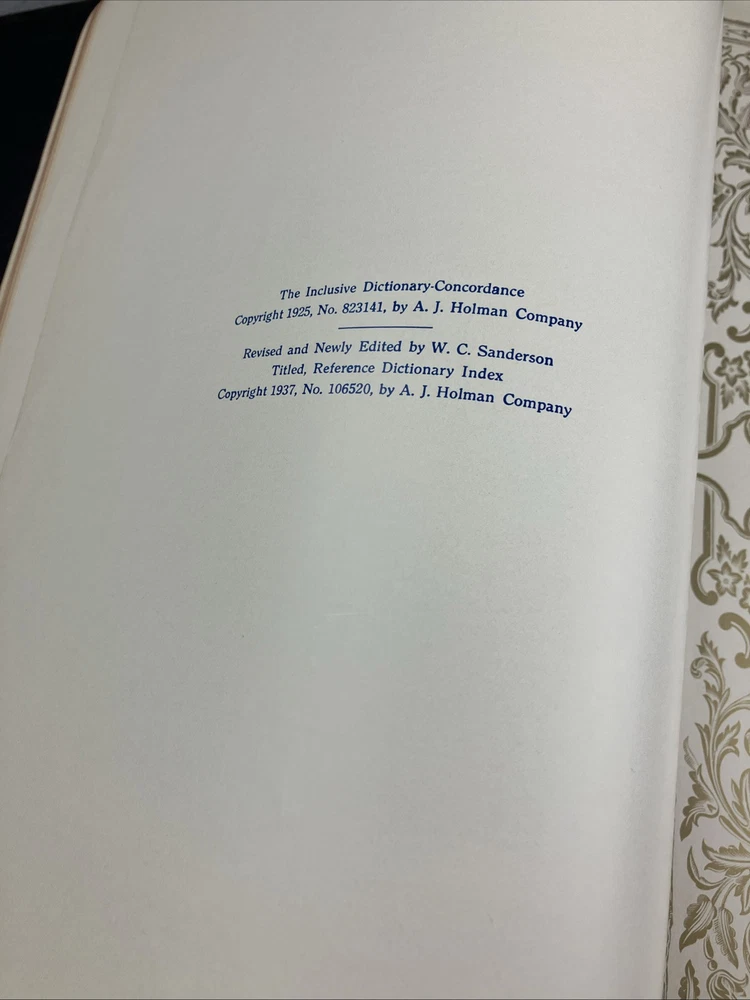 The Inclusive Dictionary-Concordance
Copyright 1925, No. 823141, by A. J. Holman Company
Revised and Newly Edited by W. C. Sanderson
Titled, Reference Dictionary Index
Copyright 1937, No. 106520, by A. J. Holman Company